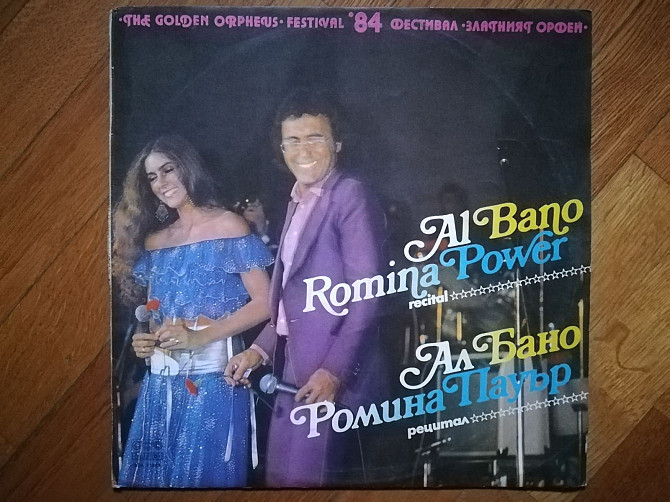 ·THE GOLDEN ORPHEUS· FESTIVAL '84 ФЕСТИВАЛ ·ЗЛАТНИЯТ ОРФЕЙ·
Al Bano
Romina Power
recital
Ал Бано
Ромина Пауър
рецитал